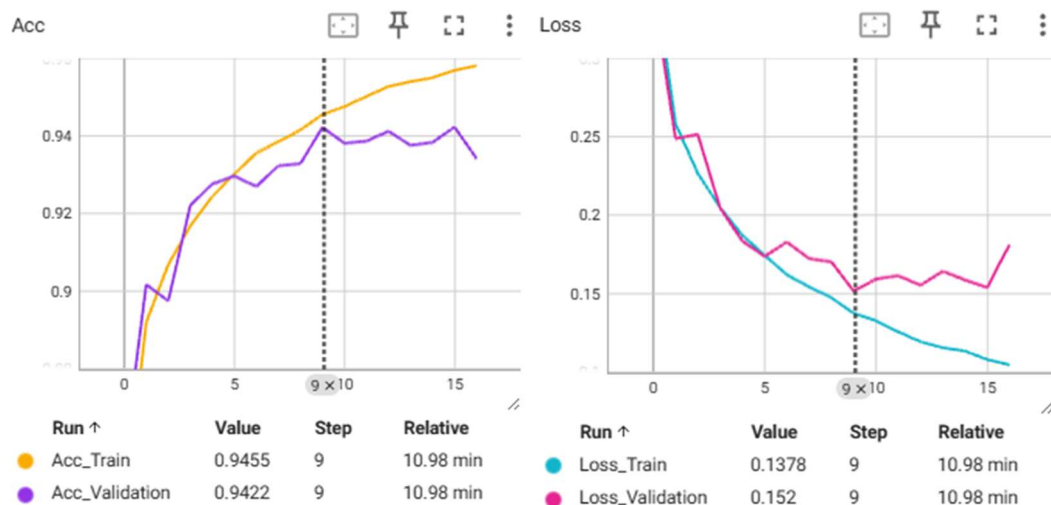 Acc
0.94
0.92
0.9
0 5 9 × 10 15
Run ↑ Value Step Relative
Acc_Train 0.9455 9 10.98 min
Acc_Validation 0.9422 9 10.98 min
Loss
0.25
0.2
0.15
0 5 9 × 10 15
Run ↑ Value Step Relative
Loss_Train 0.1378 9 10.98 min
Loss_Validation 0.152 9 10.98 min